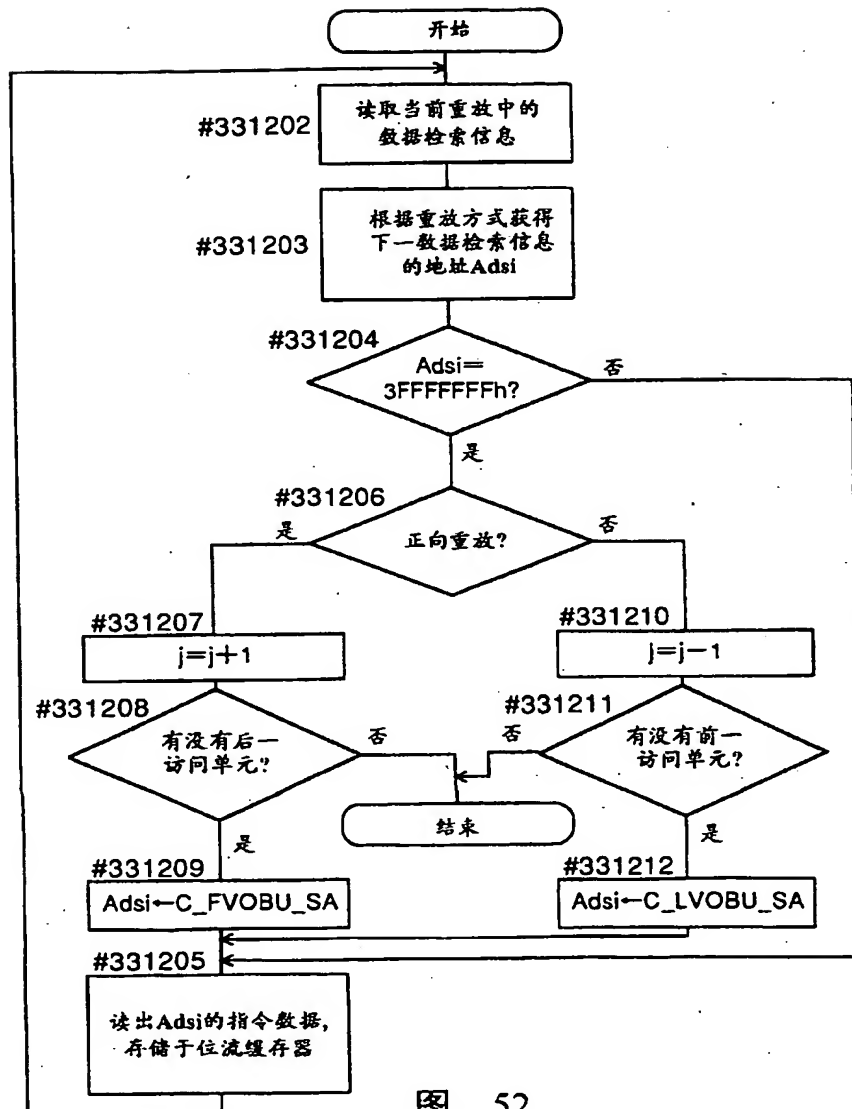 开始
#331202
读取当前重放中的
数据检索信息
#331203
根据重放方式获得
下一数据检索信息
的地址Adsi
#331204
Adsi=
3FFFFFFFh?
否
是
#331206
是
正向重放?
否
#331207
j=j+1
#331210
j=j-1
#331208
有没有后一
访问单元?
否
#331211
否
有没有前一
访问单元?
结束
是
是
#331209
Adsi←C_FVOBU_SA
#331212
Adsi←C_LVOBU_SA
#331205
读出Adsi的指令数据,
存储于位流缓存器
图 52